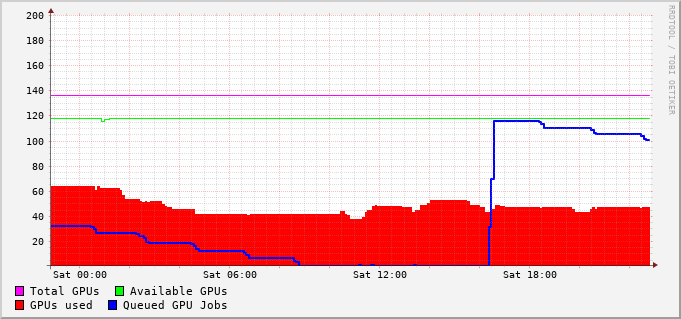 200
180
160
140
120
100
80
60
40
20
Sat 00:00 Sat 06:00 Sat 12:00 Sat 18:00
Total GPUs Available GPUs
GPUs used Queued GPU Jobs
RRDTOOL / TOBI OETIKER